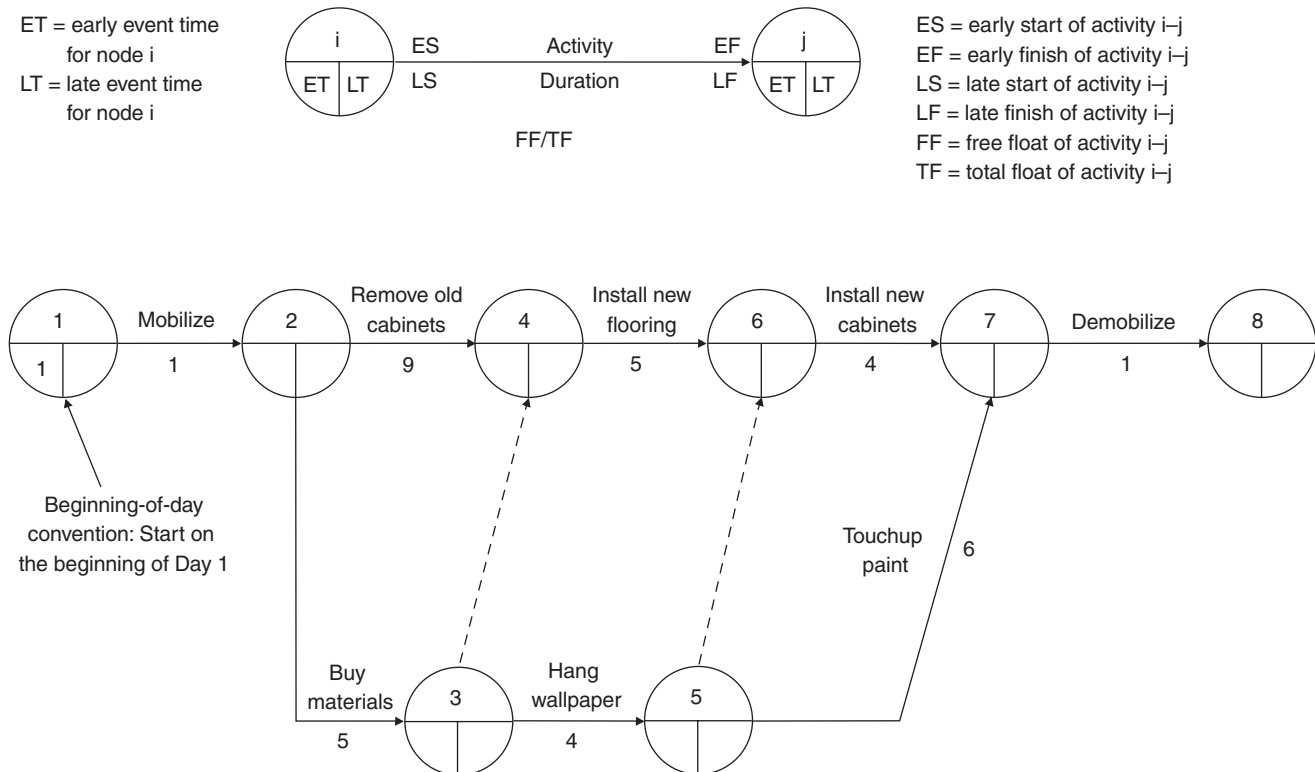 ET = early event time
for node i
LT = late event time
for node i
i
ET
LT
ES
Activity
EF
LS
Duration
LF
FF/TF
j
ET
LT
ES = early start of activity i–j
EF = early finish of activity i–j
LS = late start of activity i–j
LF = late finish of activity i–j
FF = free float of activity i–j
TF = total float of activity i–j
1
1
Mobilize
1
2
Remove old
cabinets
9
4
Install new
flooring
5
6
Install new
cabinets
4
7
Demobilize
1
8
Beginning-of-day
convention: Start on
the beginning of Day 1
Touchup
paint
6
Buy
materials
5
3
Hang
wallpaper
4
5